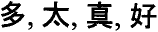 多, 太, 真, 好